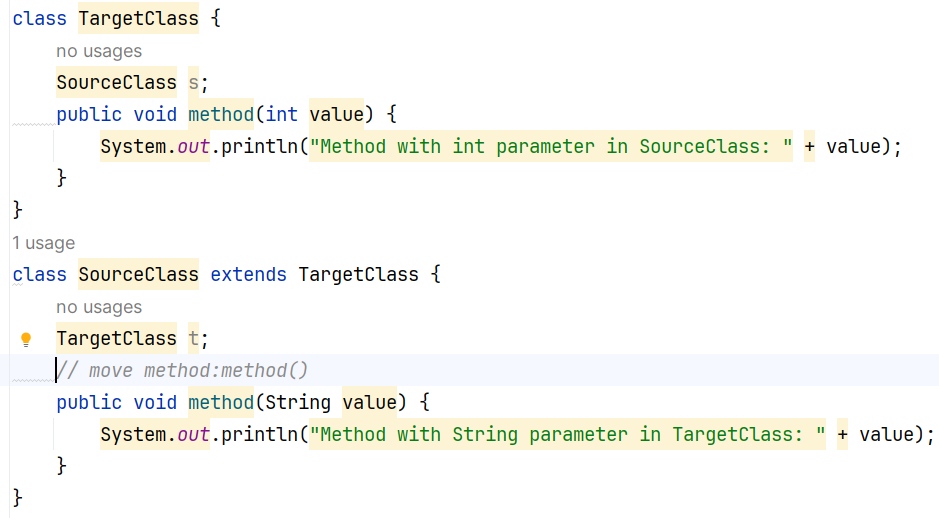 class TargetClass {
    no usages
    SourceClass s;
    public void method(int value) {
        System.out.println("Method with int parameter in SourceClass: " + value);
    }
}
1 usage
class SourceClass extends TargetClass {
    no usages
    TargetClass t;
    // move method:method()
    public void method(String value) {
        System.out.println("Method with String parameter in TargetClass: " + value);
    }
}